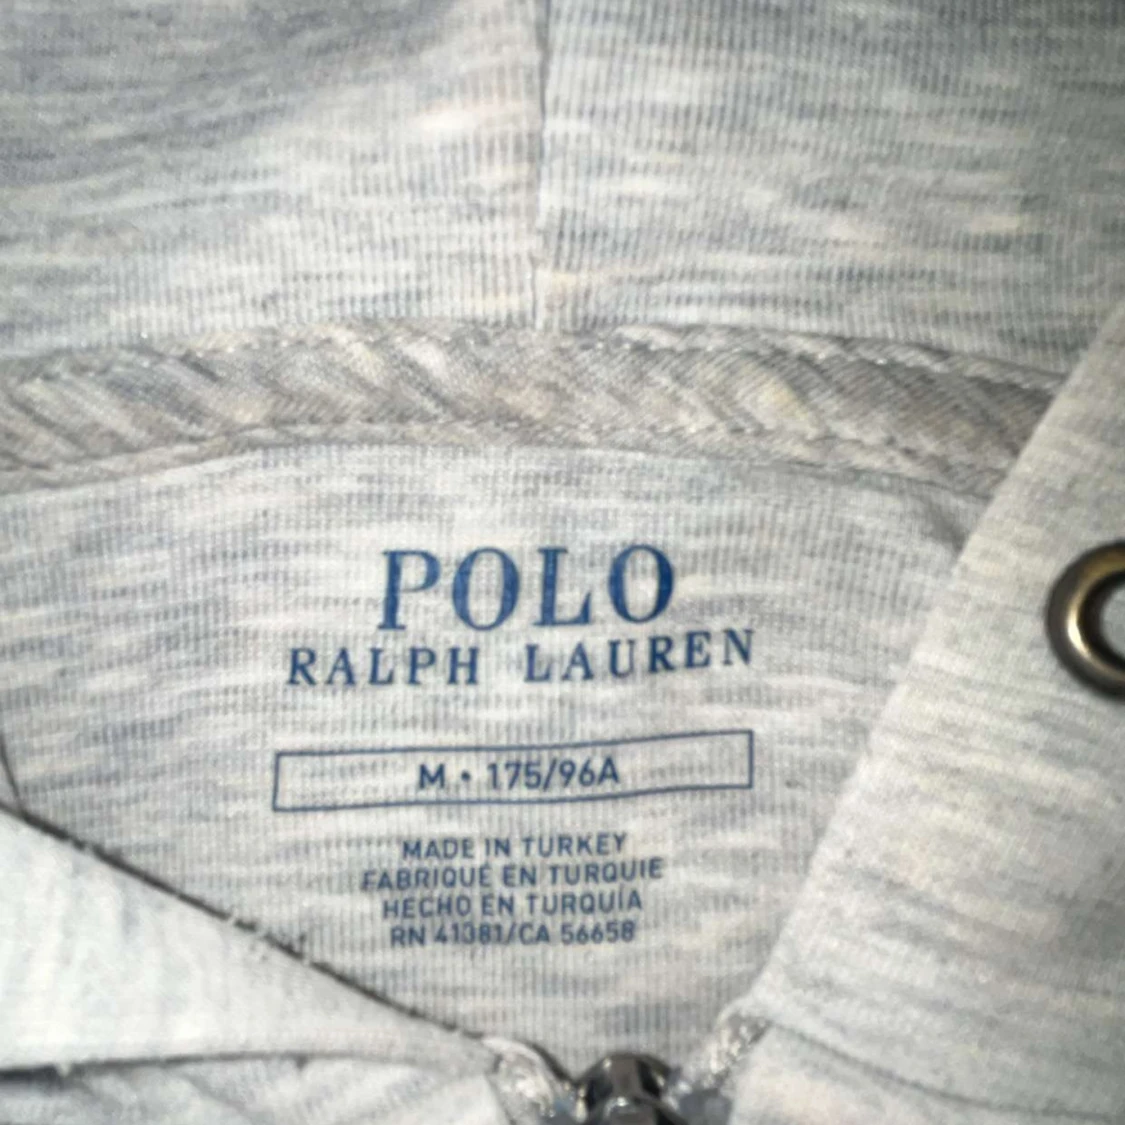 POLO
RALPH LAUREN
M • 175/96A
MADE IN TURKEY
FABRIQUÉ EN TURQUIE
HECHO EN TURQUÍA
RN 41381/CA 56658